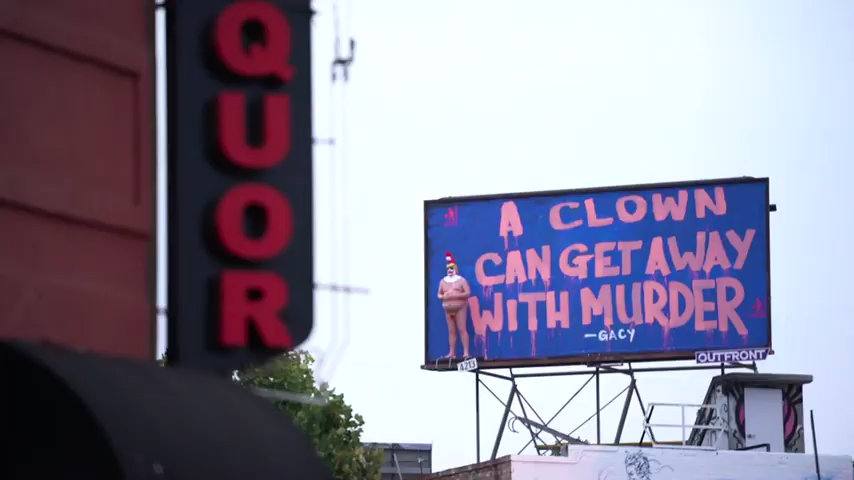 QUOR
A CLOWN
CAN GET AWAY
WITH MURDER
-GACY
OUTFRONT